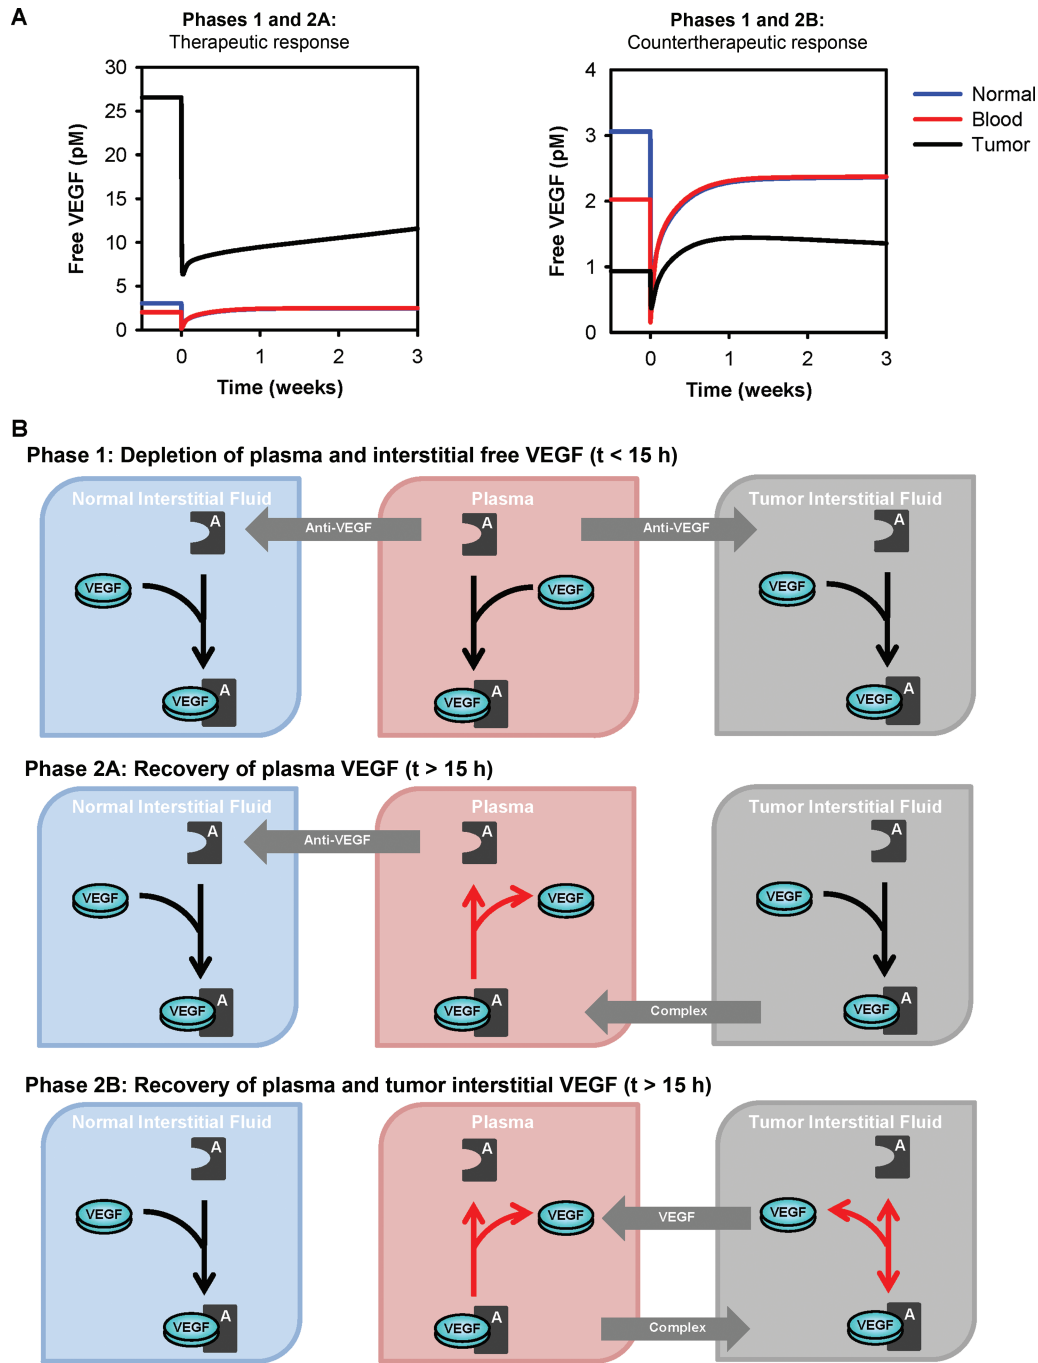 A
Phases 1 and 2A:
Therapeutic response
30
25
20
15
10
5
0
Free VEGF (pM)
0 1 2 3
Time (weeks)
Phases 1 and 2B:
Countertherapeutic response
4
3
2
1
0
Free VEGF (pM)
0 1 2 3
Time (weeks)
Normal
Blood
Tumor
B
Phase 1: Depletion of plasma and interstitial free VEGF (t < 15 h)
Normal Interstitial Fluid Plasma Tumor Interstitial Fluid
A A A
Anti-VEGF Anti-VEGF
VEGF VEGF VEGF
A A A
VEGF VEGF VEGF
Phase 2A: Recovery of plasma VEGF (t > 15 h)
Normal Interstitial Fluid Plasma Tumor Interstitial Fluid
A A A
Anti-VEGF
VEGF VEGF VEGF
A A A
VEGF VEGF Complex VEGF
Phase 2B: Recovery of plasma and tumor interstitial VEGF (t > 15 h)
Normal Interstitial Fluid Plasma Tumor Interstitial Fluid
A A A
VEGF VEGF VEGF VEGF
A A A
VEGF VEGF Complex VEGF